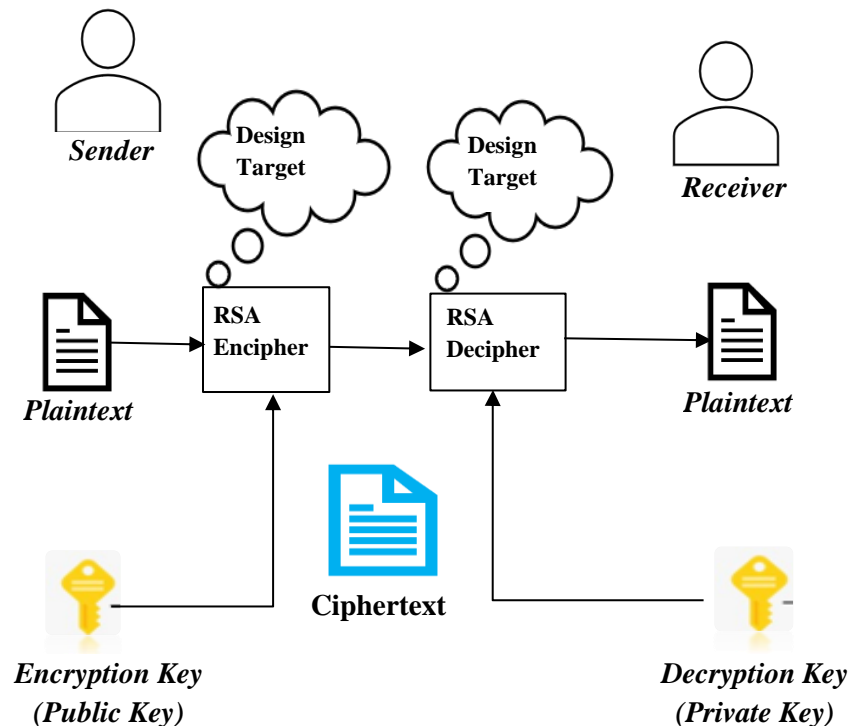 Sender
Design
Target
Design
Target
Receiver
RSA
Encipher
RSA
Decipher
Plaintext
Plaintext
Ciphertext
Encryption Key
(Public Key)
Decryption Key
(Private Key)